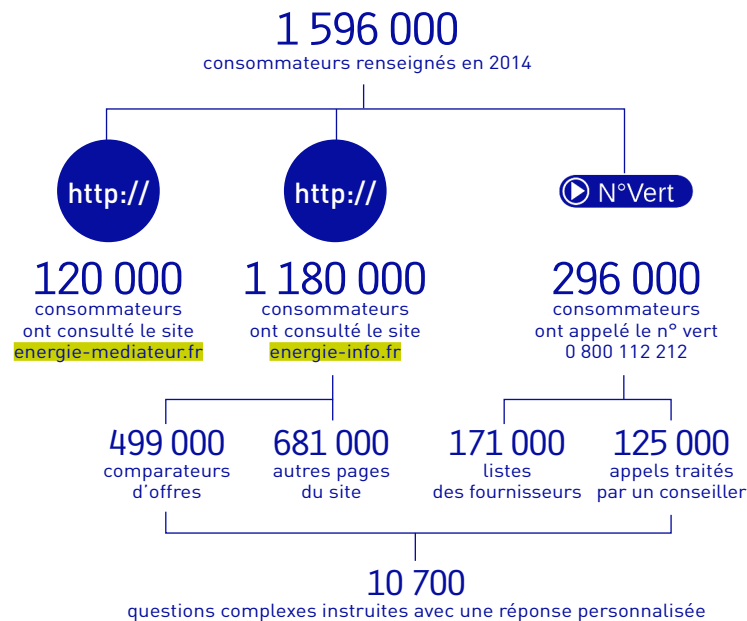 1 596 000
consommateurs renseignés en 2014
http://
http://
N°Vert
120 000
consommateurs
ont consulté le site
energie-mediateur.fr
1 180 000
consommateurs
ont consulté le site
energie-info.fr
296 000
consommateurs
ont appelé le n° vert
0 800 112 212
499 000
comparateurs
d'offres
681 000
autres pages
du site
171 000
listes
des fournisseurs
125 000
appels traités
par un conseiller
10 700
questions complexes instruites avec une réponse personnalisée